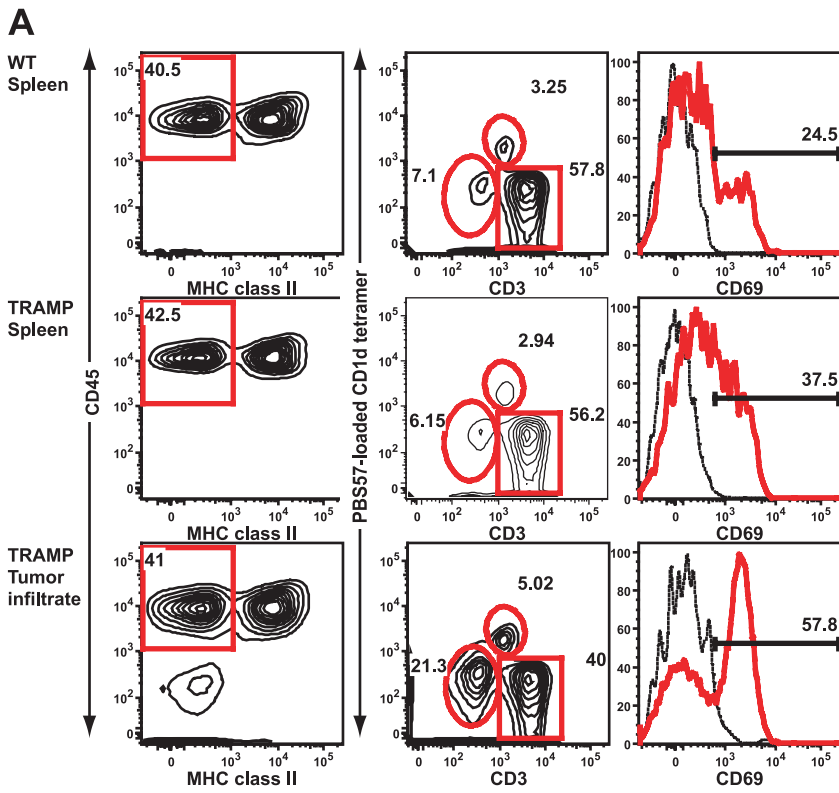 A
WT
Spleen
40.5
10⁵
10⁴
10³
10²
0
0 10³ 10⁴ 10⁵
MHC class II
3.25
7.1
57.8
10⁵
10⁴
10³
10²
0
0 10² 10³ 10⁴ 10⁵
CD3
24.5
100
80
60
40
20
0
0 10³ 10⁴ 10⁵
CD69
TRAMP
Spleen
42.5
10⁵
10⁴
10³
10²
0
0 10³ 10⁴ 10⁵
MHC class II
2.94
6.15
56.2
10⁵
10⁴
10³
10²
0
0 10² 10³ 10⁴ 10⁵
CD3
37.5
100
80
60
40
20
0
0 10³ 10⁴ 10⁵
CD69
TRAMP
Tumor
infiltrate
41
10⁵
10⁴
10³
10²
0
0 10³ 10⁴ 10⁵
MHC class II
5.02
21.3
40
10⁵
10⁴
10³
10²
0
0 10² 10³ 10⁴ 10⁵
CD3
57.8
100
80
60
40
20
0
0 10³ 10⁴ 10⁵
CD69
CD45
PBS57-loaded CD1d tetramer